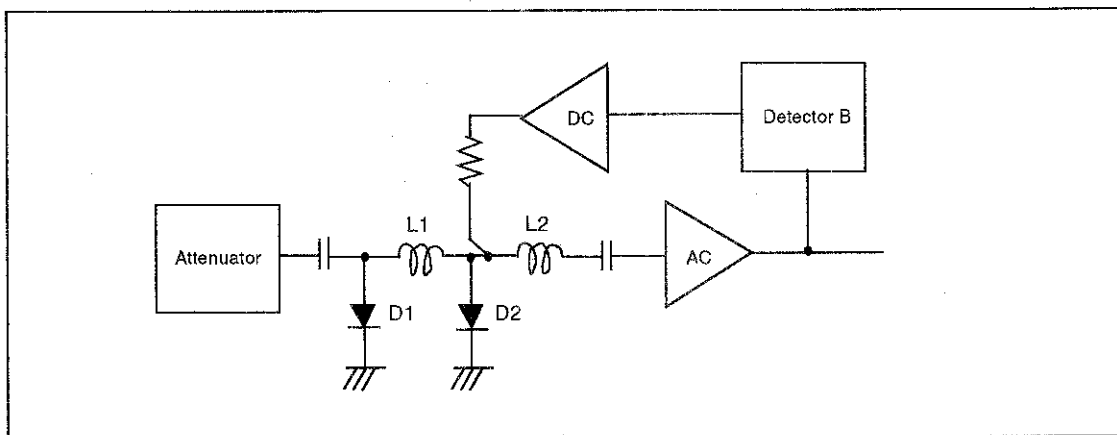 DC
Detector B
L1
L2
Attenuator
AC
D1
D2